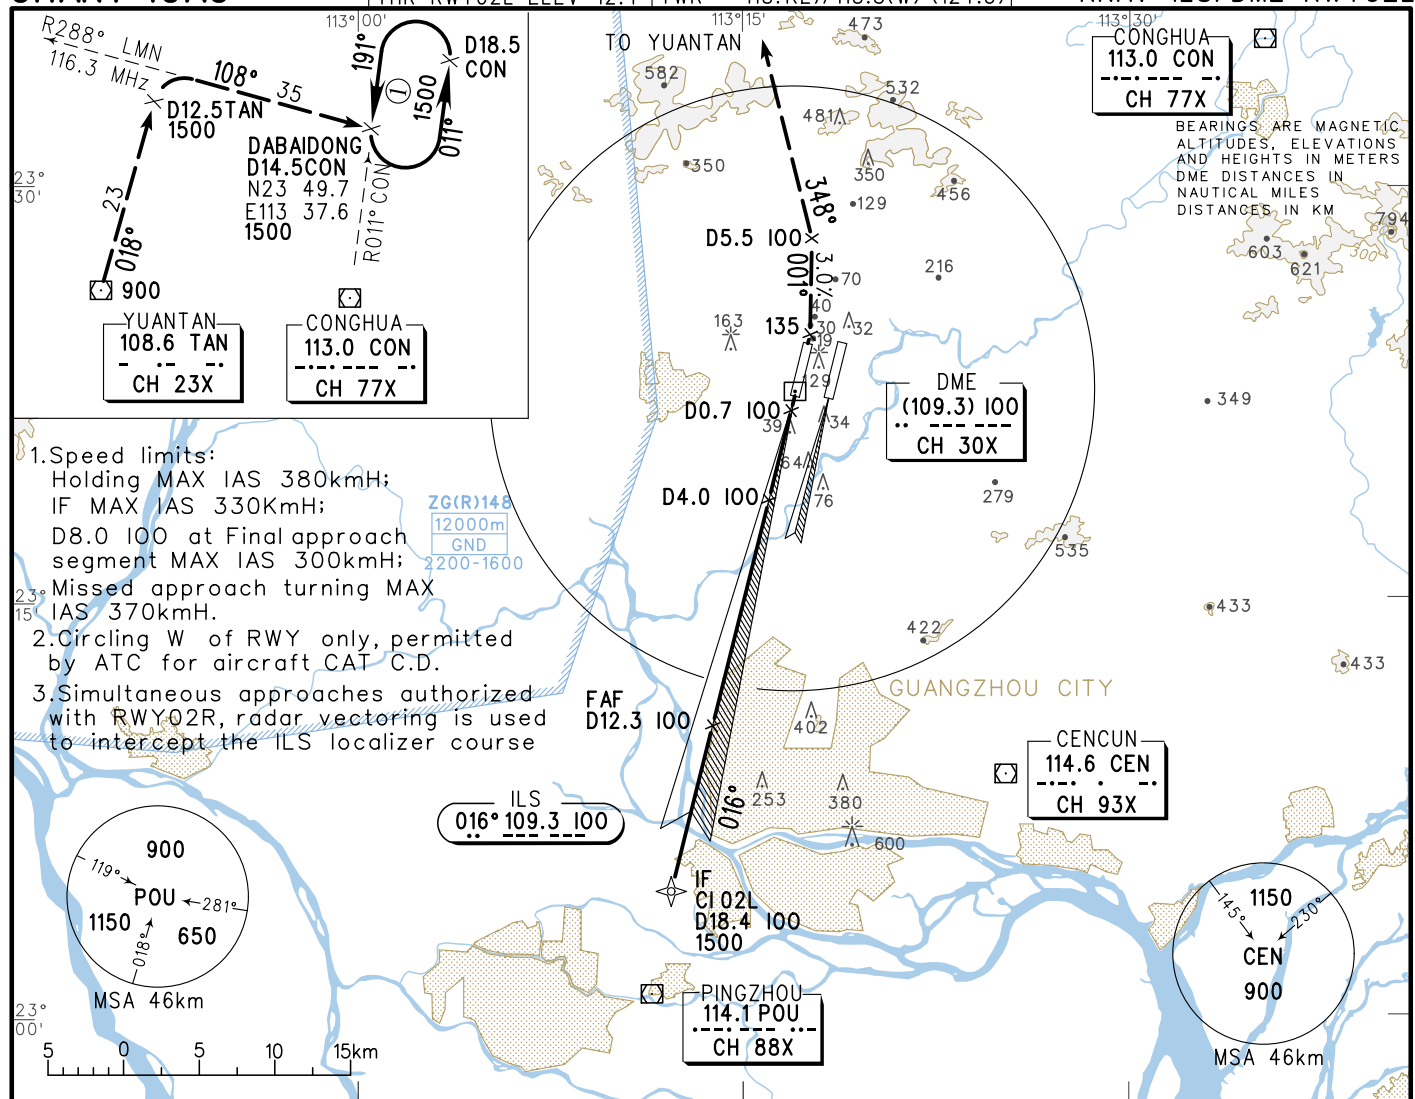 113°00'
113°15'
113°30'
R288° LMN
116.3 MHz
108°
35
191°
1
1500
011°
D18.5
CON
D12.5TAN
1500
DABAIDONG
D14.5CON
N23 49.7
E113 37.6
1500
R011° CON
23
018°
900
YUANTAN
108.6 TAN
CH 23X
CONGHUA
113.0 CON
CH 77X
TO YUANTAN
473
582
532
481
350
350
456
129
348°
D5.5 IOO
001°
3.0%
70
216
40
30
19
32
163
135
129
D0.7 IOO
39
34
64
76
D4.0 IOO
DME
(109.3) IOO
CH 30X
CONGHUA
113.0 CON
CH 77X
BEARINGS ARE MAGNETIC
ALTITUDES, ELEVATIONS
AND HEIGHTS IN METERS
DME DISTANCES IN
NAUTICAL MILES
DISTANCES IN KM
794
603
300
621
349
279
535
433
422
433
23°
30'
1.Speed limits:
Holding MAX IAS 380kmH;
IF MAX IAS 330KmH;
D8.0 IOO at Final approach
segment MAX IAS 300kmH;
Missed approach turning MAX
IAS 370kmH.
2.Circling W of RWY only, permitted
by ATC for aircraft CAT C.D.
3.Simultaneous approaches authorized
with RWY02R, radar vectoring is used
to intercept the ILS localizer course
ZG(R)148
12000m
GND
2200-1600
23°
15'
FAF
D12.3 IOO
GUANGZHOU CITY
402
253
380
600
016°
ILS
016° 109.3 IOO
CENCUN
114.6 CEN
CH 93X
IF
CI 02L
D18.4 IOO
1500
900
119°
POU
281°
1150
018°
650
MSA 46km
PINGZHOU
114.1 POU
CH 88X
1150
145°
230°
CEN
900
MSA 46km
23°
00'
5 0 5 10 15km